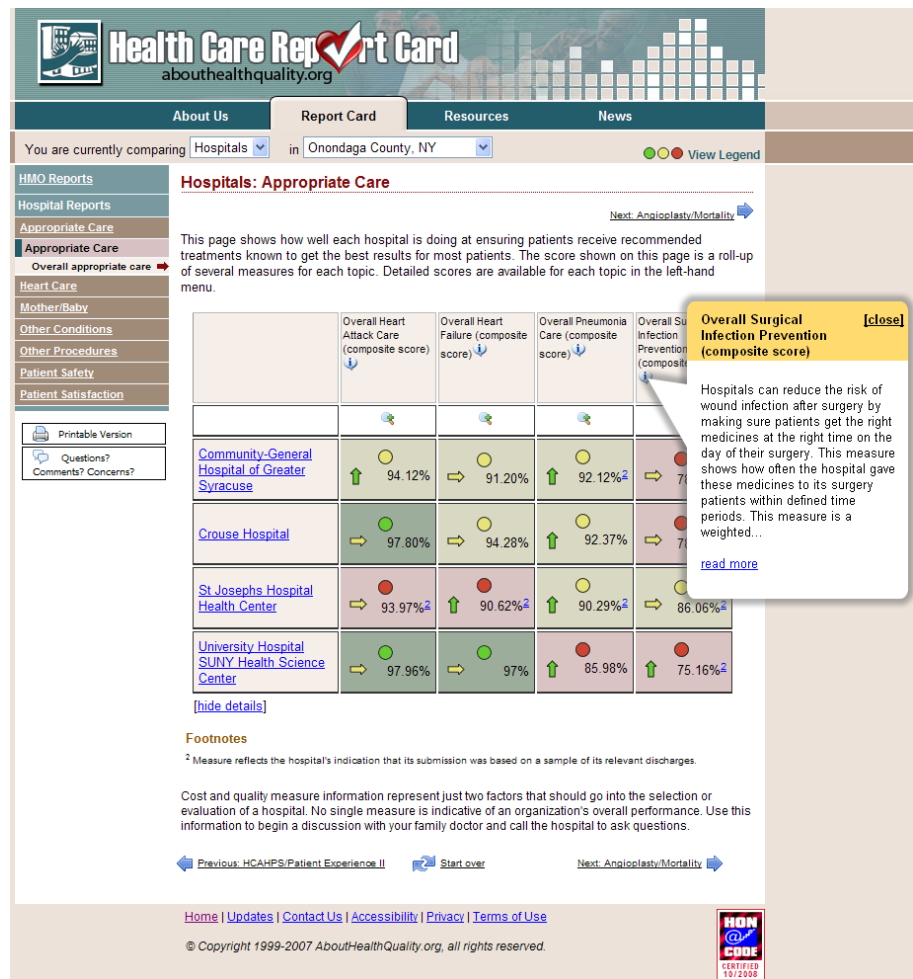 Health Care Report Card
abouthealthquality.org
About Us Report Card Resources News
You are currently comparing Hospitals in Onondaga County, NY View Legend
HMO Reports
Hospital Reports
Appropriate Care
Appropriate Care
Overall appropriate care
Heart Care
Mother/Baby
Other Conditions
Other Procedures
Patient Safety
Patient Satisfaction
Printable Version
Questions?
Comments? Concerns?
Hospitals: Appropriate Care
Next: Angioplasty/Mortality
This page shows how well each hospital is doing at ensuring patients receive recommended
treatments known to get the best results for most patients. The score shown on this page is a roll-up
of several measures for each topic. Detailed scores are available for each topic in the left-hand
menu.
Overall Heart
Attack Care
(composite score)
Overall Heart
Failure (composite
score)
Overall Pneumonia
Care (composite
score)
Overall
Infection
Prevention
Overall Surgical [close]
Infection Prevention
(composite score)
Hospitals can reduce the risk of
wound infection after surgery by
making sure patients get the right
medicines at the right time on the
day of their surgery. This measure
shows how often the hospital gave
these medicines to its surgery
patients within defined time
periods. This measure is a
weighted...
read more
Community-General
Hospital of Greater
Syracuse
94.12% 91.20% 92.12%2
Crouse Hospital
97.80% 94.28% 92.37%
St Josephs Hospital
Health Center
93.97%2 90.62%2 90.29%2 86.06%2
University Hospital
SUNY Health Science
Center
97.96% 97% 85.98% 75.16%2
[hide details]
Footnotes
2 Measure reflects the hospital's indication that its submission was based on a sample of its relevant discharges.
Cost and quality measure information represent just two factors that should go into the selection or
evaluation of a hospital. No single measure is indicative of an organization's overall performance. Use this
information to begin a discussion with your family doctor and call the hospital to ask questions.
Previous: HCAHPS/Patient Experience II Start over Next: Angioplasty/Mortality
Home | Updates | Contact Us | Accessibility | Privacy | Terms of Use
© Copyright 1999-2007 AboutHealthQuality.org, all rights reserved.
HON
@
CODE
CERTIFIED
10/2008